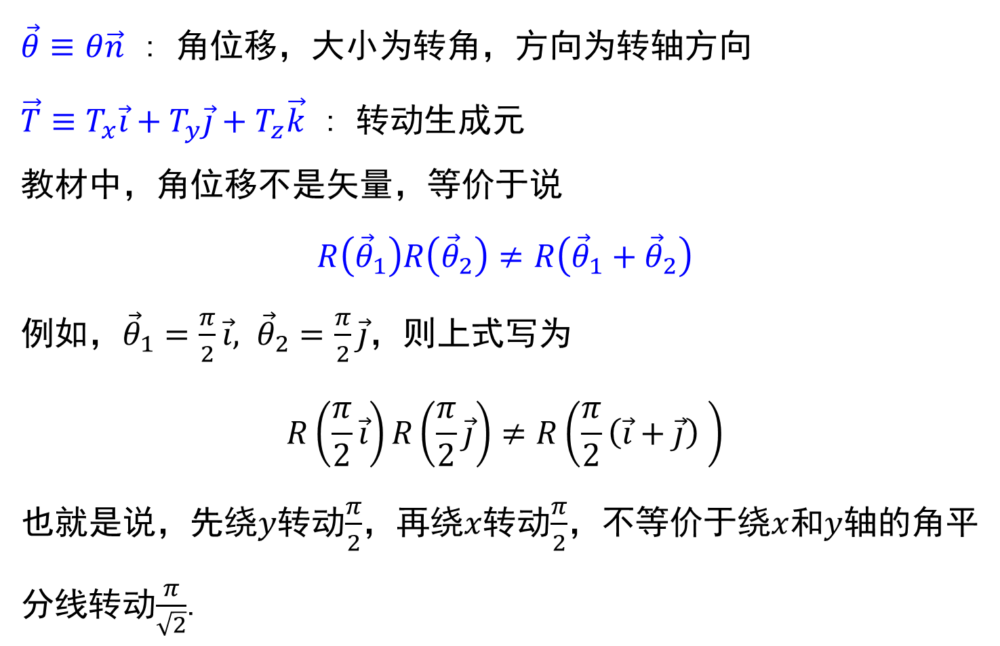 $\vec{\theta} \equiv \theta\vec{n}$ ：角位移，大小为转角，方向为转轴方向
$\vec{T} \equiv T_x\vec{\imath} + T_y\vec{\jmath} + T_z\vec{k}$ ：转动生成元
教材中，角位移不是矢量，等价于说
$R(\vec{\theta}_1)R(\vec{\theta}_2) \neq R(\vec{\theta}_1 + \vec{\theta}_2)$
例如，$\vec{\theta}_1 = \frac{\pi}{2}\vec{\imath}$, $\vec{\theta}_2 = \frac{\pi}{2}\vec{\jmath}$，则上式写为
$R\left(\frac{\pi}{2}\vec{\imath}\right)R\left(\frac{\pi}{2}\vec{\jmath}\right) \neq R\left(\frac{\pi}{2}(\vec{\imath} + \vec{\jmath})\right)$
也就是说，先绕$y$转动$\frac{\pi}{2}$，再绕$x$转动$\frac{\pi}{2}$，不等价于绕$x$和$y$轴的角平
分线转动$\frac{\pi}{\sqrt{2}}$.